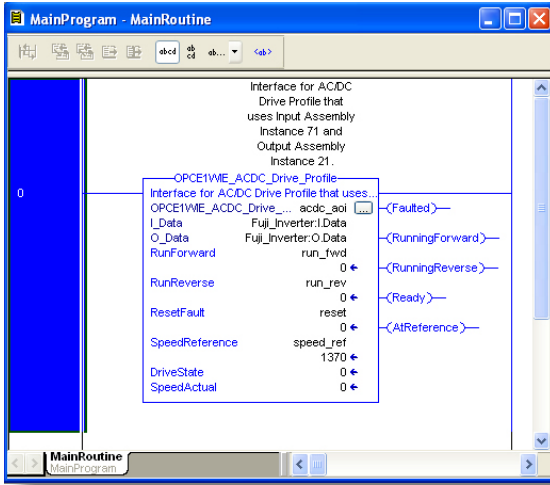 MainProgram - MainRoutine
abcd
ab
cd
ab...
<ab>
Interface for AC/DC
Drive Profile that
uses Input Assembly
Instance 71 and
Output Assembly
Instance 21.
OPCE1WIE_ACDC_Drive_Profile
0
Interface for AC/DC Drive Profile that uses...
OPCE1WIE_ACDC_Drive_... acdc_aoi ... Faulted
I_Data Fuji_Inverter:I.Data
O_Data Fuji_Inverter:O.Data RunningForward
RunForward run_fwd
0 RunningReverse
RunReverse run_rev
0 Ready
ResetFault reset
0 AtReference
SpeedReference speed_ref
1370
DriveState 0
SpeedActual 0
MainRoutine
MainProgram